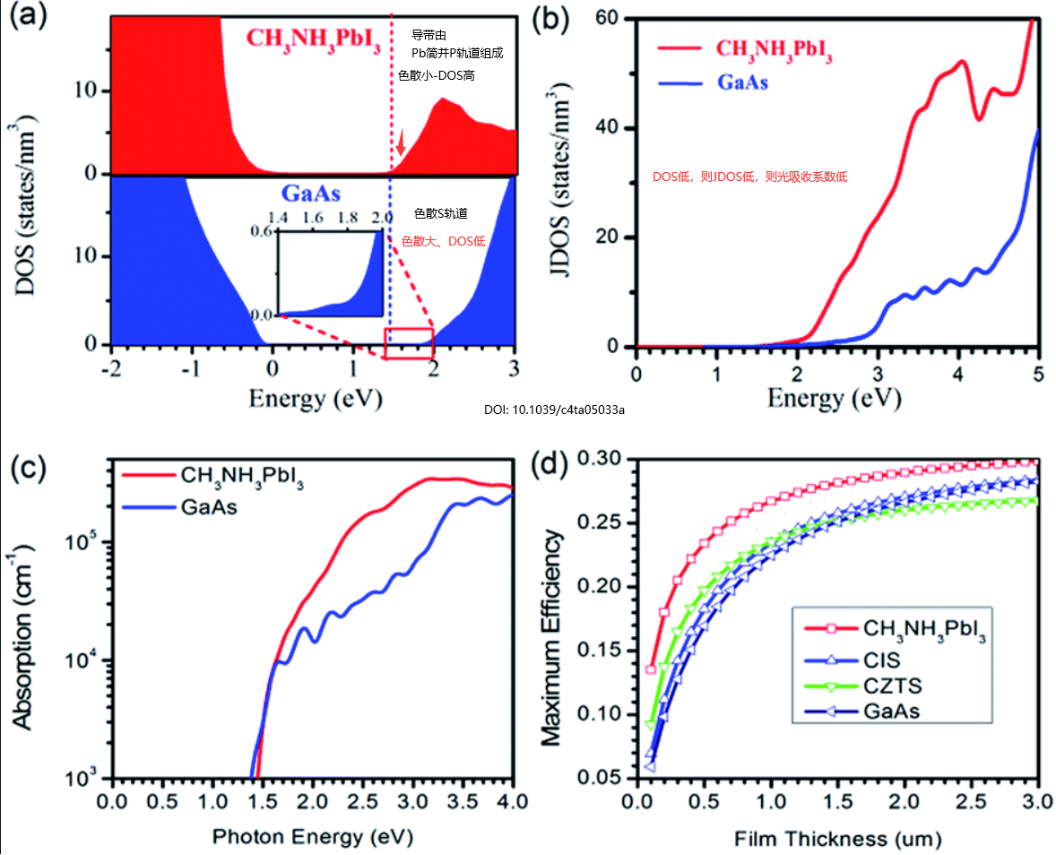 (a)
CH₃NH₃PbI₃
导带由
Pb简并P轨道组成
色散小-DOS高
10
0
DOS (states/nm³)
GaAs
色散S轨道
色散大、DOS低
1.4 1.6 1.8 2.0
0.6
0.0
10
0
-2 -1 0 1 2 3
Energy (eV)
(b)
CH₃NH₃PbI₃
GaAs
DOS低，则JDOS低，则光吸收系数低
JDOS (states/nm³)
60
40
20
0
0 1 2 3 4 5
Energy (eV)
DOI: 10.1039/c4ta05033a
(c)
CH₃NH₃PbI₃
GaAs
Absorption (cm⁻¹)
10⁵
10⁴
10³
0.0 0.5 1.0 1.5 2.0 2.5 3.0 3.5 4.0
Photon Energy (eV)
(d)
Maximum Efficiency
0.30
0.25
0.20
0.15
0.10
0.05
CH₃NH₃PbI₃
CIS
CZTS
GaAs
0.0 0.5 1.0 1.5 2.0 2.5 3.0
Film Thickness (um)